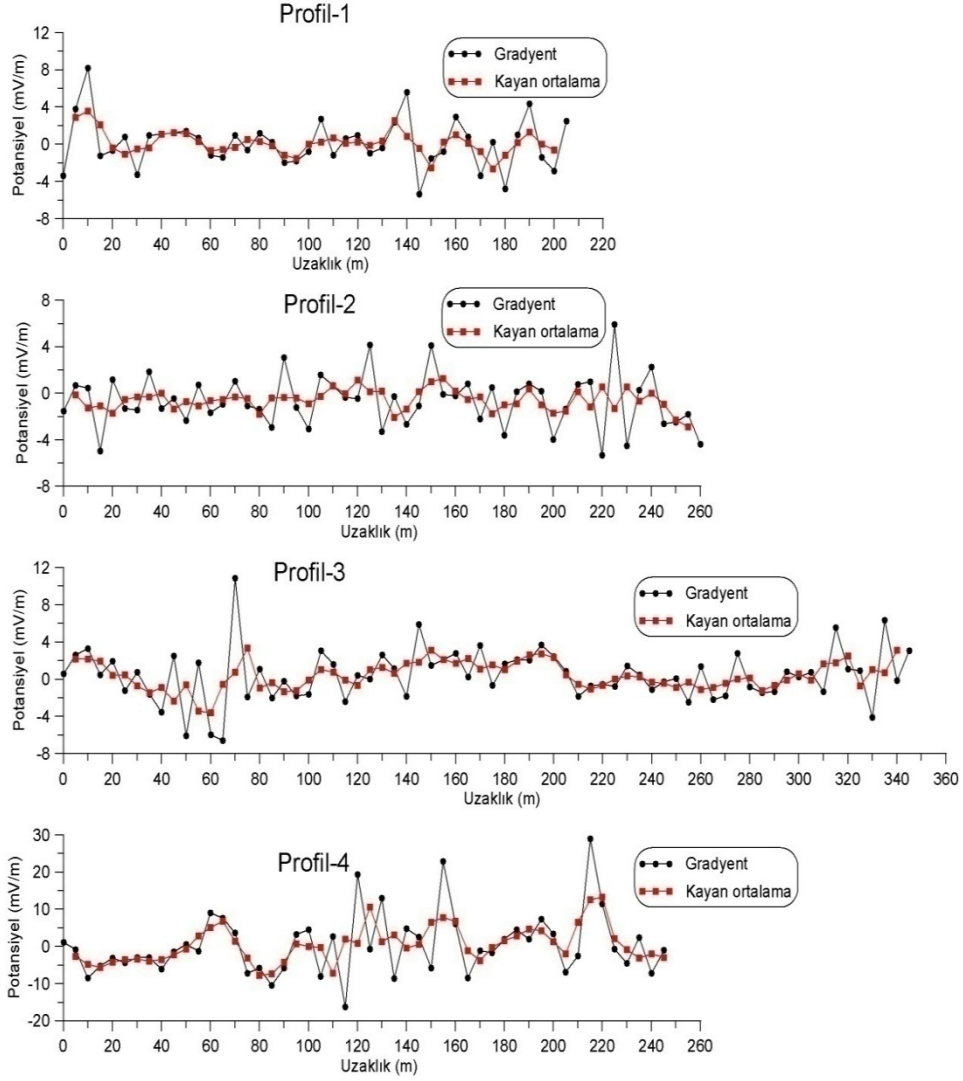 Profil-1
Gradyent
Kayan ortalama
Potansiyel (mV/m)
12
8
4
0
-4
-8
0 20 40 60 80 100 120 140 160 180 200 220
Uzaklık (m)
Profil-2
Gradyent
Kayan ortalama
Potansiyel (mV/m)
8
4
0
-4
-8
0 20 40 60 80 100 120 140 160 180 200 220 240 260
Uzaklık (m)
Profil-3
Gradyent
Kayan ortalama
Potansiyel (mV/m)
12
8
4
0
-4
-8
0 20 40 60 80 100 120 140 160 180 200 220 240 260 280 300 320 340 360
Uzaklık (m)
Profil-4
Gradyent
Kayan ortalama
Potansiyel (mV/m)
30
20
10
0
-10
-20
0 20 40 60 80 100 120 140 160 180 200 220 240 260
Uzaklık (m)